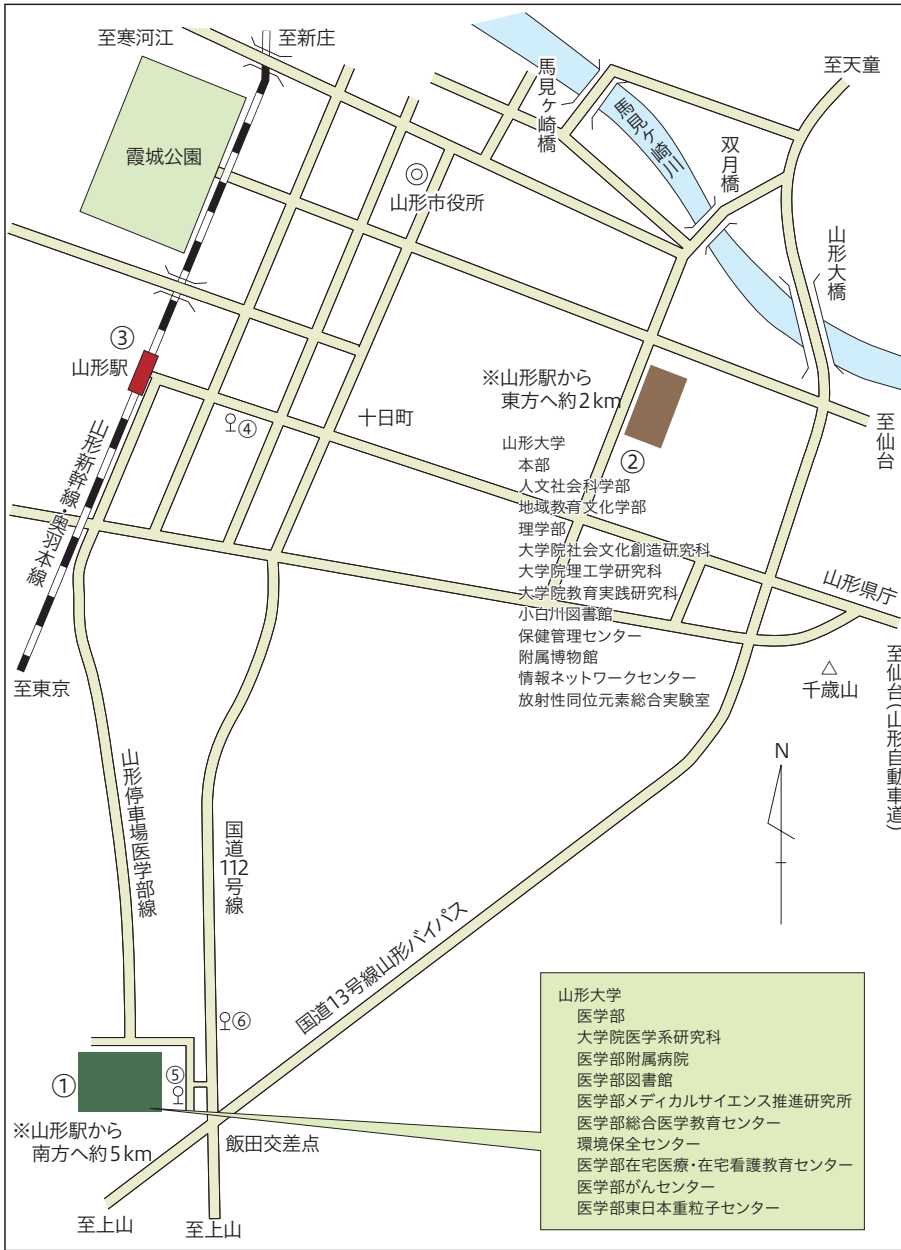 至寒河江
至新庄
至天童
馬見ヶ崎橋
馬見ヶ崎川
双月橋
霞城公園
◎
山形市役所
山形大橋
③
山形駅
※山形駅から
東方へ約2km
④
十日町
②
至仙台
山形新幹線・奥羽本線
山形大学
本部
人文社会科学部
地域教育文化学部
理学部
大学院社会文化創造研究科
大学院理工学研究科
大学院教育実践研究科
小白川図書館
保健管理センター
附属博物館
情報ネットワークセンター
放射性同位元素総合実験室
山形県庁
至仙台(山形自動車道)
△
千歳山
至東京
N
山形停車場医学部線
国道112号線
国道13号線山形バイパス
⑥
⑤
①
※山形駅から
南方へ約5km
飯田交差点
至上山
至上山
山形大学
医学部
大学院医学系研究科
医学部附属病院
医学部図書館
医学部メディカルサイエンス推進研究所
医学部総合医学教育センター
環境保全センター
医学部在宅医療・在宅看護教育センター
医学部がんセンター
医学部東日本重粒子センター